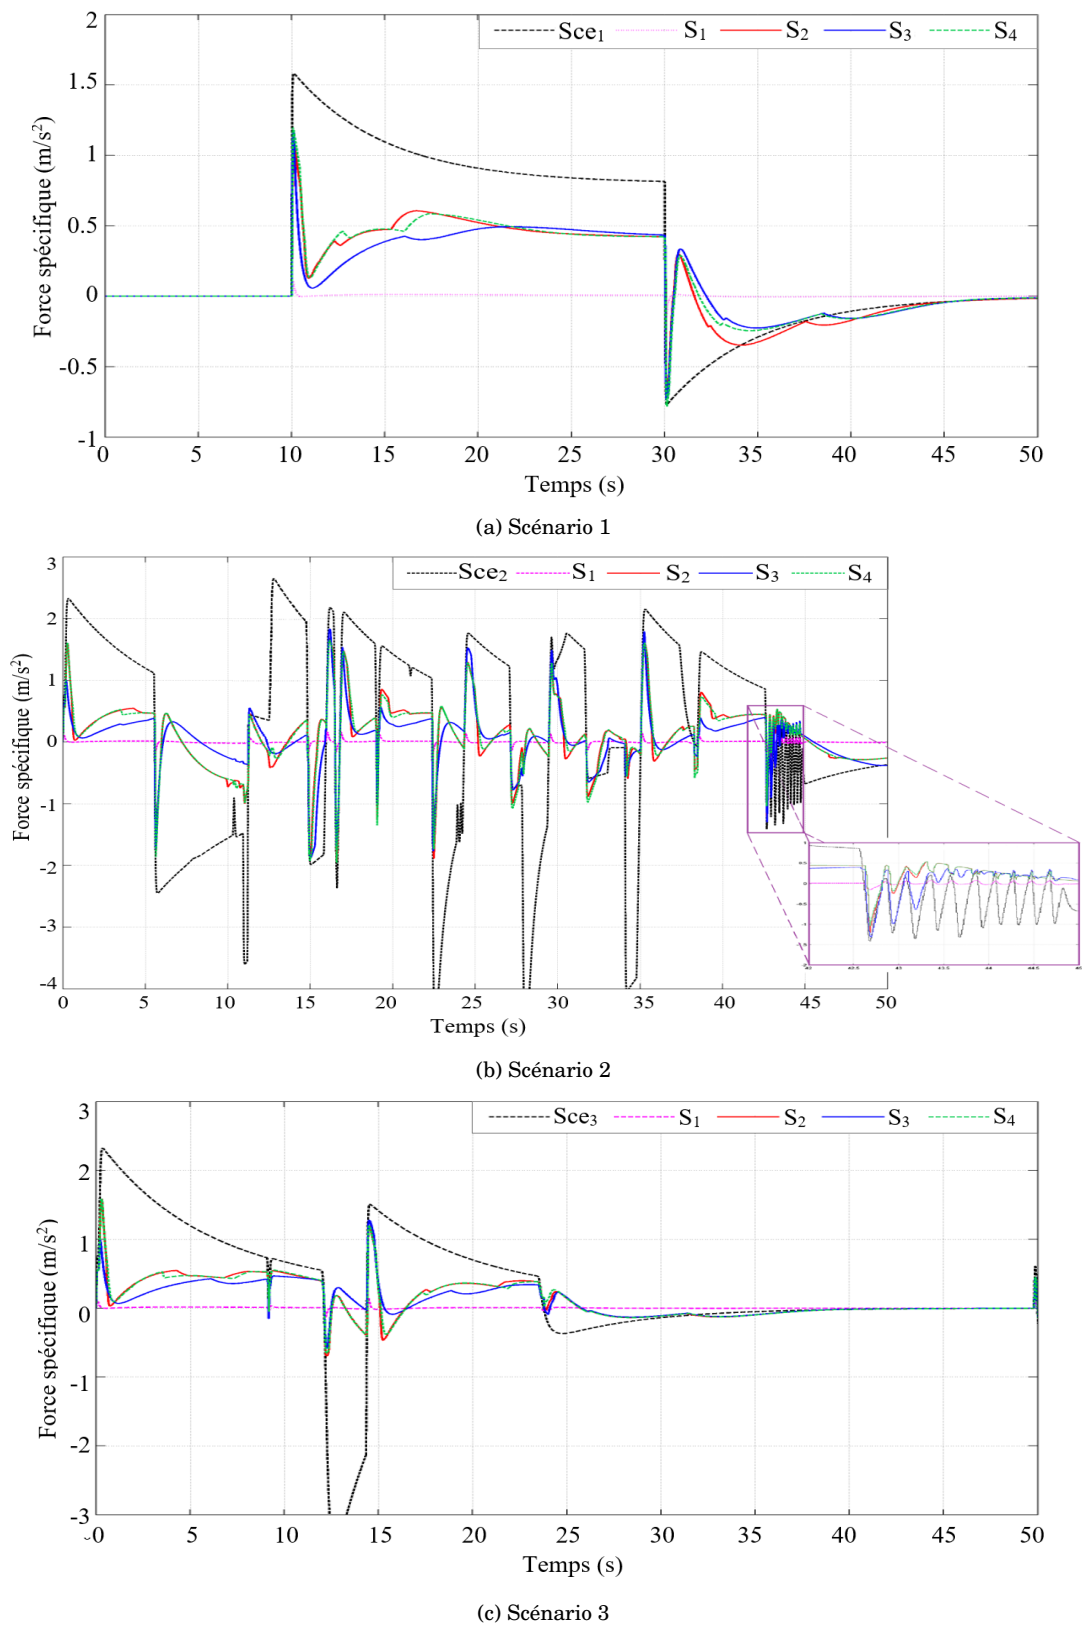 Sce1 S1 S2 S3 S4
2
1.5
1
0.5
0
-0.5
-1
Force spécifique (m/s²)
0 5 10 15 20 25 30 35 40 45 50
Temps (s)
(a) Scénario 1
Sce2 S1 S2 S3 S4
3
2
1
0
-1
-2
-3
-4
Force spécifique (m/s²)
0 5 10 15 20 25 30 35 40 45 50
Temps (s)
(b) Scénario 2
Sce3 S1 S2 S3 S4
3
2
1
0
-1
-2
-3
Force spécifique (m/s²)
0 5 10 15 20 25 30 35 40 45 50
Temps (s)
(c) Scénario 3